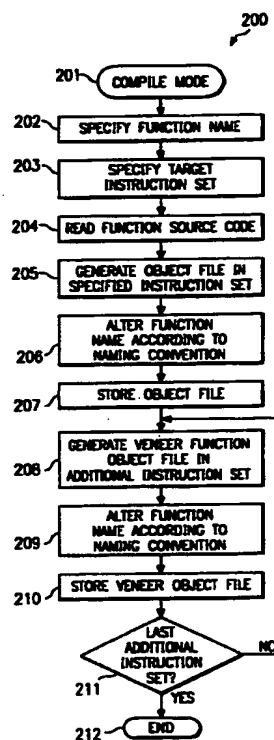 200
201
COMPILE MODE
202
SPECIFY FUNCTION NAME
203
SPECIFY TARGET
INSTRUCTION SET
204
READ FUNCTION SOURCE CODE
205
GENERATE OBJECT FILE IN
SPECIFIED INSTRUCTION SET
206
ALTER FUNCTION
NAME ACCORDING TO
NAMING CONVENTION
207
STORE OBJECT FILE
208
GENERATE VENEER FUNCTION
OBJECT FILE IN
ADDITIONAL INSTRUCTION SET
209
ALTER FUNCTION
NAME ACCORDING TO
NAMING CONVENTION
210
STORE VENEER OBJECT FILE
LAST
ADDITIONAL
INSTRUCTION
SET?
NO
211
YES
212
END